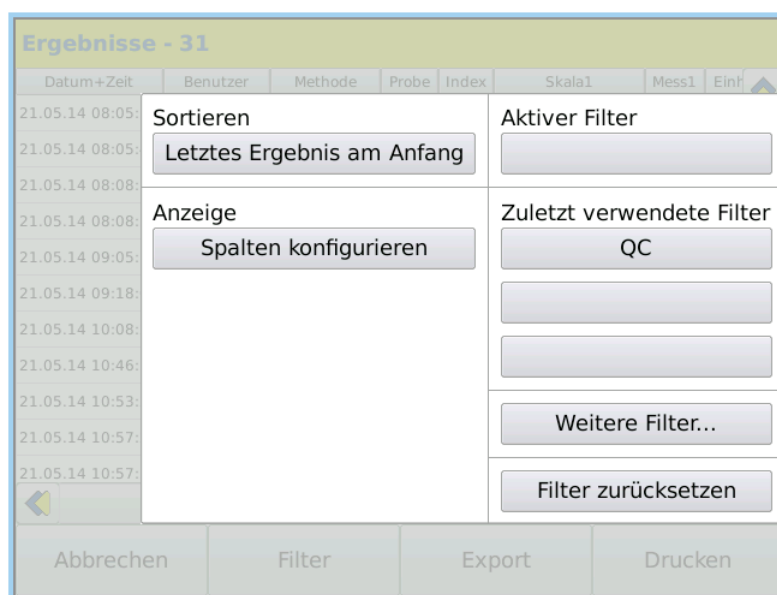 Ergebnisse - 31
Datum+Zeit Benutzer Methode Probe Index Skala1 Mess1 Einh
21.05.14 08:05:
21.05.14 08:05:
21.05.14 08:08:
21.05.14 08:08:
21.05.14 09:05:
21.05.14 09:18:
21.05.14 10:08:
21.05.14 10:46:
21.05.14 10:53:
21.05.14 10:57:
21.05.14 10:57:
Sortieren
Letztes Ergebnis am Anfang
Anzeige
Spalten konfigurieren
Aktiver Filter
Zuletzt verwendete Filter
QC
Weitere Filter...
Filter zurücksetzen
Abbrechen Filter Export Drucken